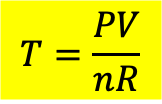 T = PV / nR